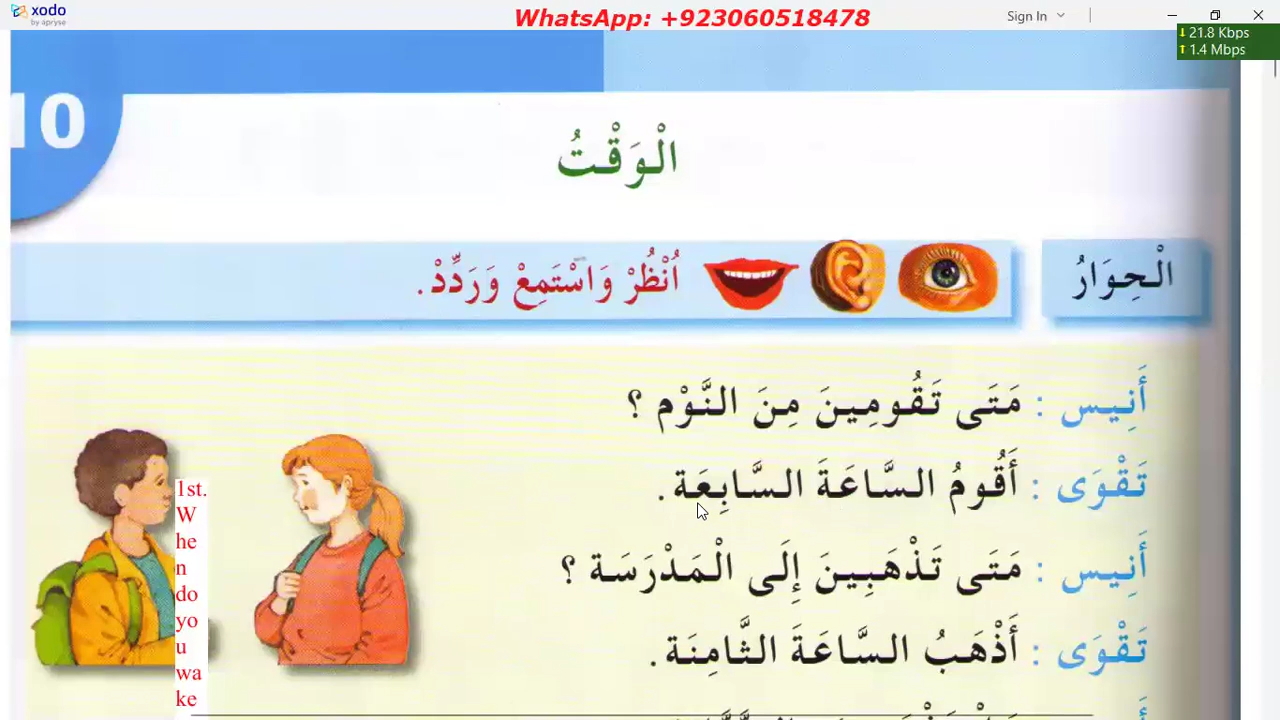 xodo
by apryse
WhatsApp: +923060518478
Sign In
21.8 Kbps
1.4 Mbps
10
الْوَقْتُ
الْحِوَارُ
اُنْظُرْ وَاسْتَمِعْ وَرَدِّدْ.
أَنِيس : مَتَى تَقُومِينَ مِنَ النَّوْم ؟
تَقْوَى : أَقُومُ السَّاعَةَ السَّابِعَة .
أَنِيس : مَتَى تَذْهَبِينَ إِلَى الْمَدْرَسَة ؟
تَقْوَى : أَذْهَبُ السَّاعَةَ الثَّامِنَة .
1st.
W
he
n
do
yo
u
wa
ke